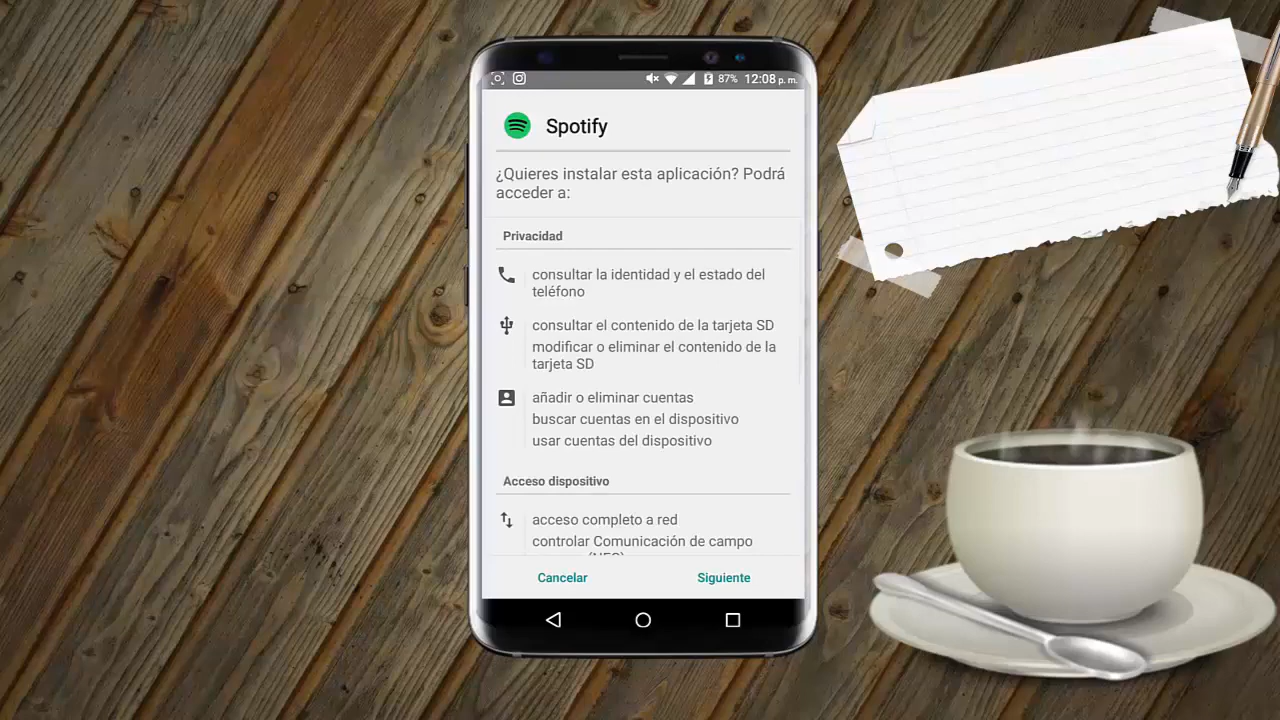 87% 12:08 p. m.
Spotify
¿Quieres instalar esta aplicación? Podrá
acceder a:
Privacidad
consultar la identidad y el estado del
teléfono
consultar el contenido de la tarjeta SD
modificar o eliminar el contenido de la
tarjeta SD
añadir o eliminar cuentas
buscar cuentas en el dispositivo
usar cuentas del dispositivo
Acceso dispositivo
acceso completo a red
controlar Comunicación de campo
Cancelar Siguiente